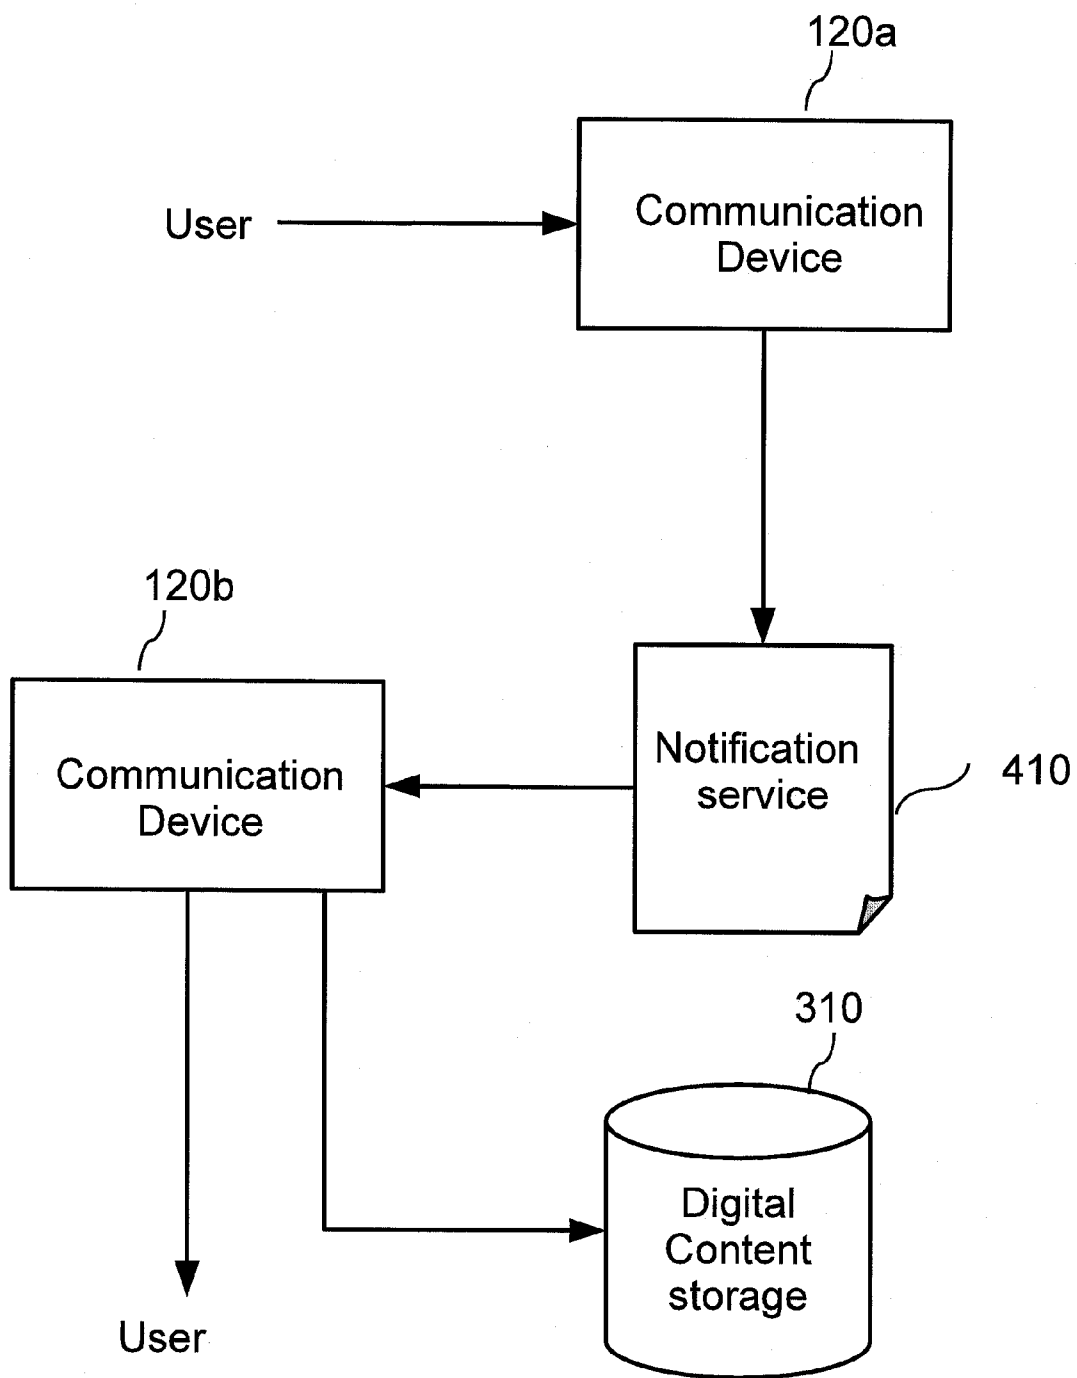 120a
User
Communication
Device
120b
Communication
Device
Notification
service
410
310
Digital
Content
storage
User